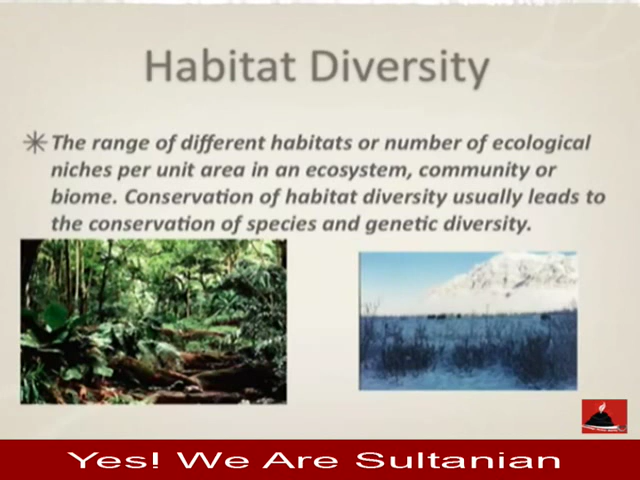 Habitat Diversity
The range of different habitats or number of ecological
niches per unit area in an ecosystem, community or
biome. Conservation of habitat diversity usually leads to
the conservation of species and genetic diversity.
Yes! We Are Sultanian